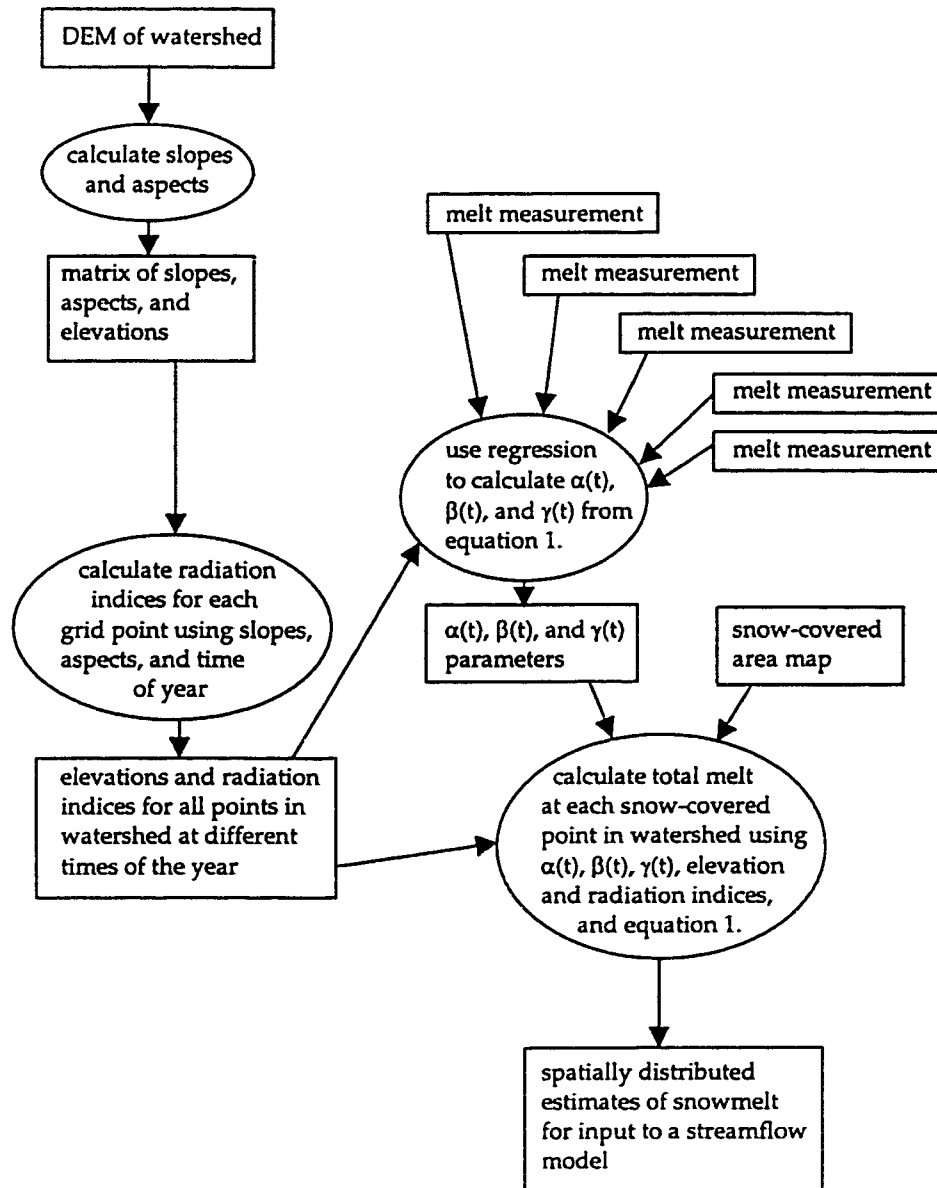 DEM of watershed
calculate slopes
and aspects
matrix of slopes,
aspects, and
elevations
calculate radiation
indices for each
grid point using slopes,
aspects, and time
of year
elevations and radiation
indices for all points in
watershed at different
times of the year
melt measurement
melt measurement
melt measurement
melt measurement
melt measurement
use regression
to calculate α(t),
β(t), and γ(t) from
equation 1.
α(t), β(t), and γ(t)
parameters
snow-covered
area map
calculate total melt
at each snow-covered
point in watershed using
α(t), β(t), γ(t), elevation
and radiation indices,
and equation 1.
spatially distributed
estimates of snowmelt
for input to a streamflow
model